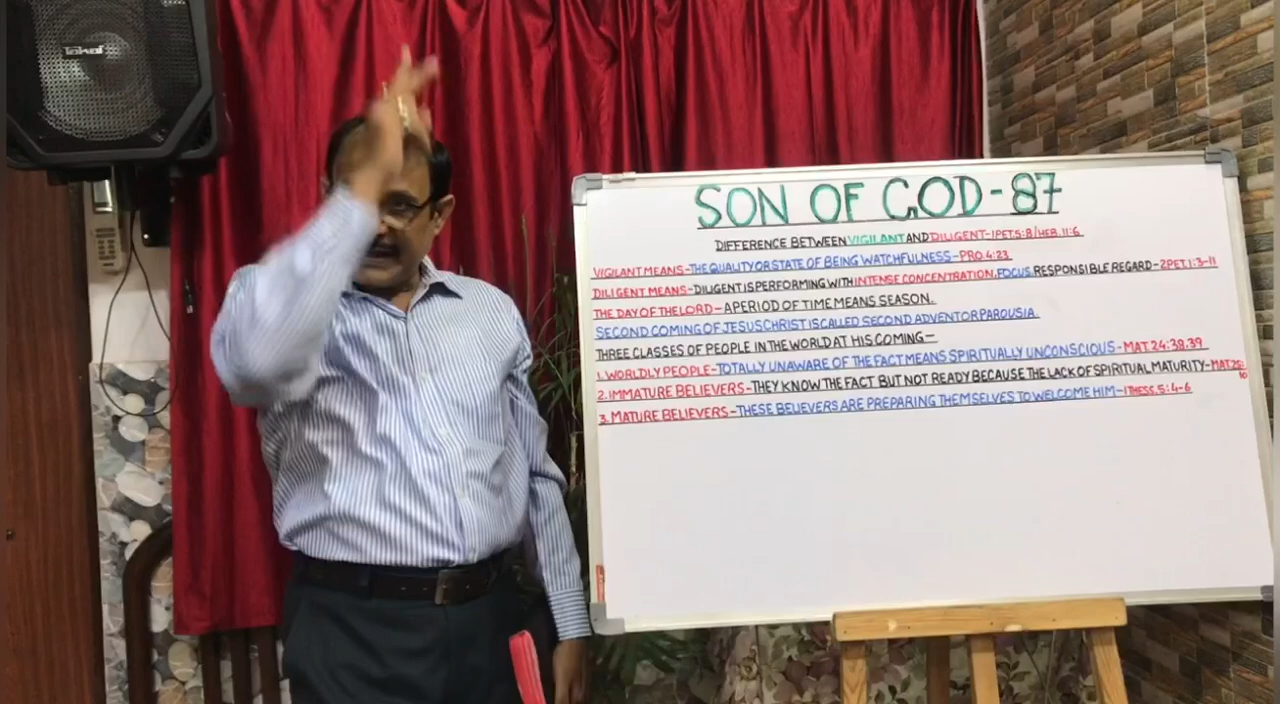 Tekai
SON OF GOD-87
DIFFERENCE BETWEEN VIGILANT AND DILIGENT-1PET.5:8/HEB.11:6
VIGILANT MEANS-THE QUALITY OR STATE OF BEING WATCHFULNESS-PRO.4:23
DILIGENT MEANS-DILIGENT IS PERFORMING WITH INTENSE CONCENTRATION, FOCUS, RESPONSIBLE REGARD-2PET.1:3-11
THE DAY OF THE LORD-A PERIOD OF TIME MEANS SEASON.
SECOND COMING OF JESUS CHRIST IS CALLED SECOND ADVENT OR PAROUSIA.
THREE CLASSES OF PEOPLE IN THE WORLD AT HIS COMING-
1. WORLDLY PEOPLE-TOTALLY UNAWARE OF THE FACT MEANS SPIRITUALLY UNCONSCIOUS-MAT.24:38,39
2. IMMATURE BELIEVERS-THEY KNOW THE FACT BUT NOT READY BECAUSE THE LACK OF SPIRITUAL MATURITY-MAT.25:10
3. MATURE BELIEVERS-THESE BELIEVERS ARE PREPARING THEMSELVES TO WELCOME HIM-1THESS.5:4-6